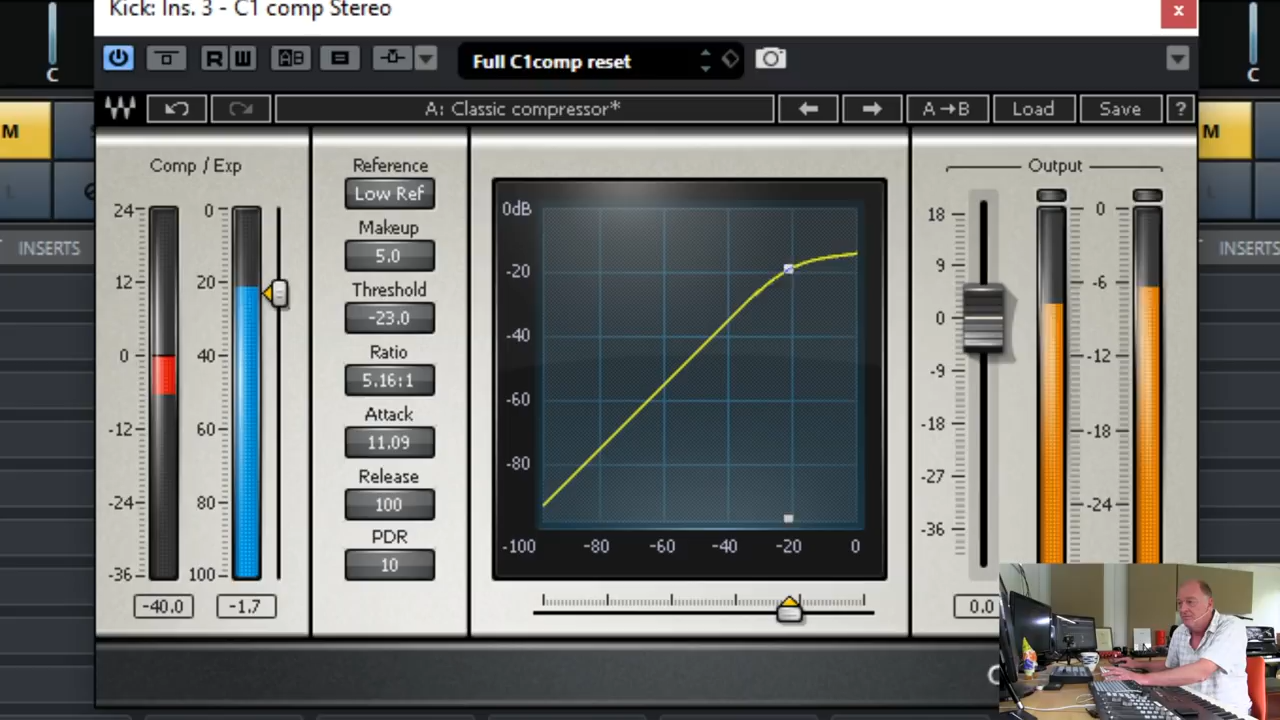 Kick: Ins. 3 - C1 comp Stereo
C
C
R W
A B
Full C1comp reset
A: Classic compressor*
A→B
Load
Save
?
M
M
INSERTS
INSERTS
Comp / Exp
24
12
0
-12
-24
-36
0
20
40
60
80
100
-40.0
-1.7
Reference
Low Ref
Makeup
5.0
Threshold
-23.0
Ratio
5.16:1
Attack
11.09
Release
100
PDR
10
0dB
-20
-40
-60
-80
-100 -80 -60 -40 -20 0
Output
18
9
0
-9
-18
-27
-36
0
-6
-12
-18
-24
0.0